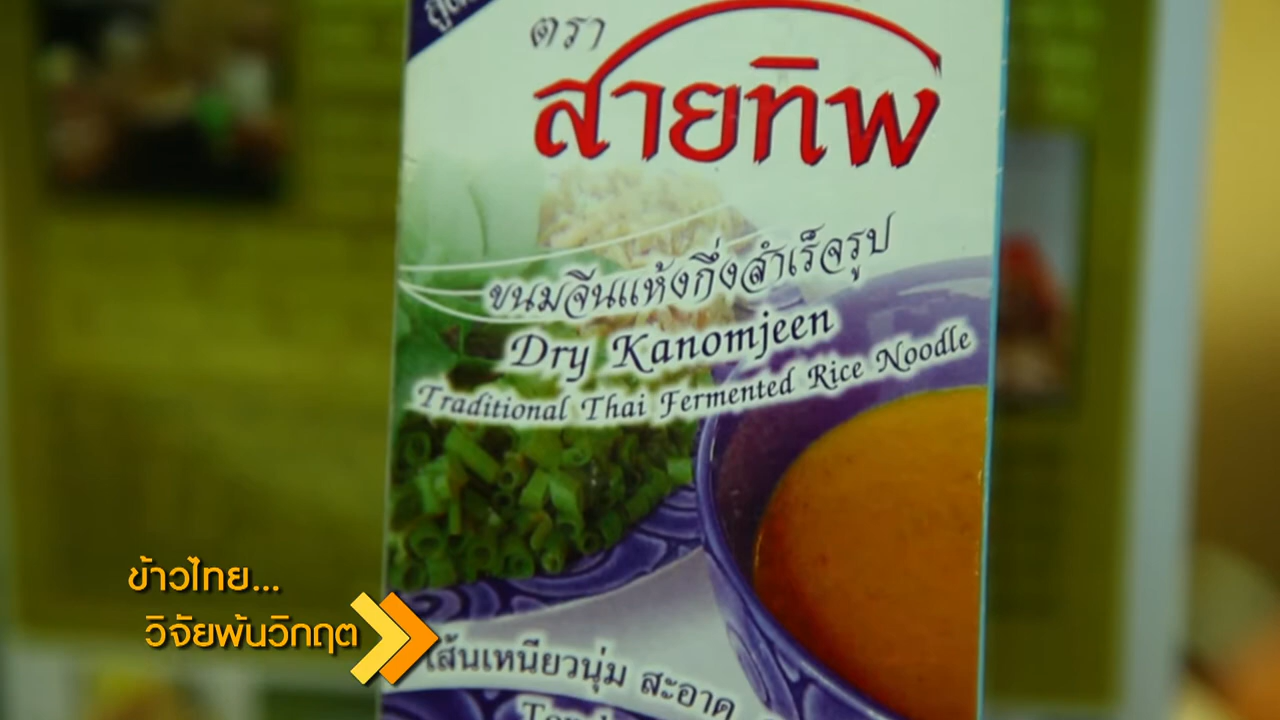 ตรา
สายทิพ
ขนมจีนแห้งกึ่งสำเร็จรูป
Dry Kanomjeen
Traditional Thai Fermented Rice Noodle
ข้าวไทย...
วิจัยพ้นวิกฤต
เส้นเหนียวนุ่ม สะอาด